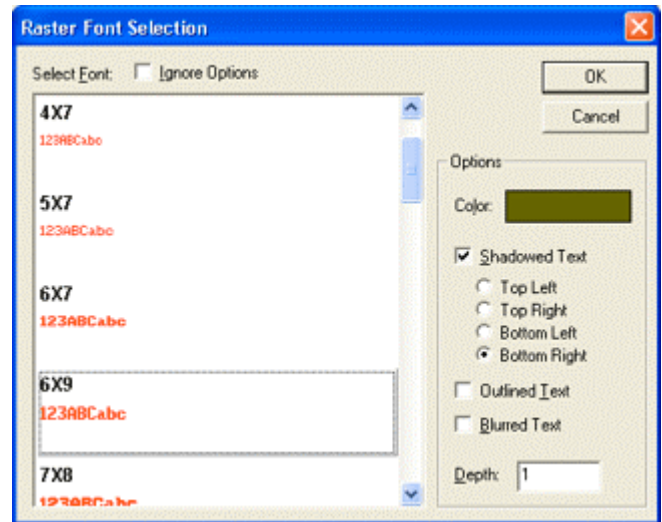 Raster Font Selection
Select Font: Ignore Options
4X7
123ABCabc
5X7
123ABCabc
6X7
123ABCabc
6X9
123ABCabc
7X8
123ABCabc
OK
Cancel
Options
Color:
Shadowed Text
Top Left
Top Right
Bottom Left
Bottom Right
Outlined Text
Blurred Text
Depth: 1